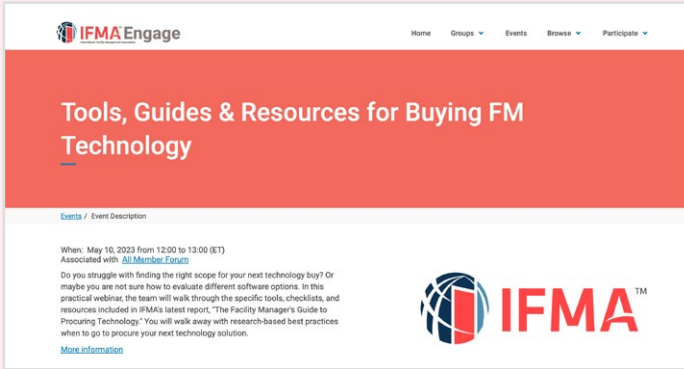 IFMA™ Engage
Home Groups Events Browse Participate
Tools, Guides & Resources for Buying FM
Technology
Events / Event Description
When: May 10, 2023 from 12:00 to 13:00 (ET)
Associated with All Member Forum
Do you struggle with finding the right scope for your next technology buy? Or
maybe you are not sure how to evaluate different software options. In this
practical webinar, the team will walk through the specific tools, checklists, and
resources included in IFMA's latest report, "The Facility Manager's Guide to
Procuring Technology." You will walk away with research-based best practices
when to go to procure your next technology solution.
More information
IFMA™